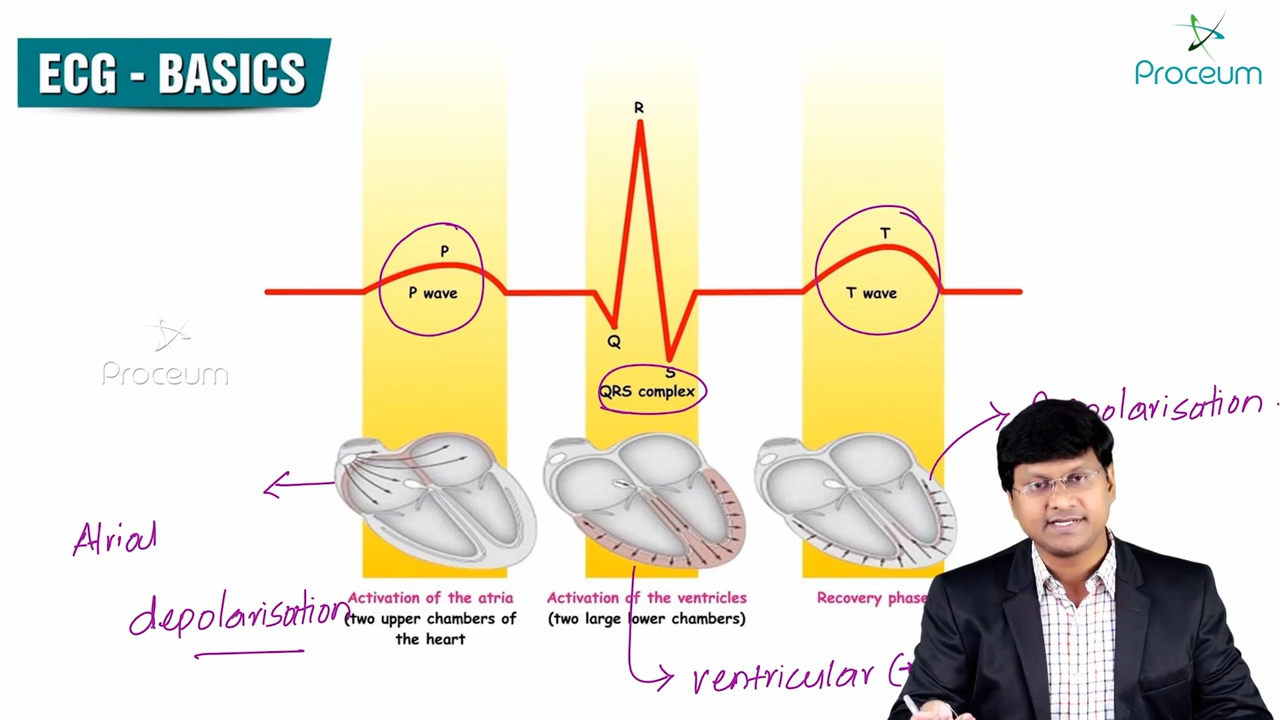 ECG - BASICS
Proceum
R
P
T
P wave
T wave
Q
S
QRS complex
Proceum
polarisation.
Atrial
depolarisation
Activation of the atria
(two upper chambers of
the heart
Activation of the ventricles
(two large lower chambers)
Recovery phase
ventricular